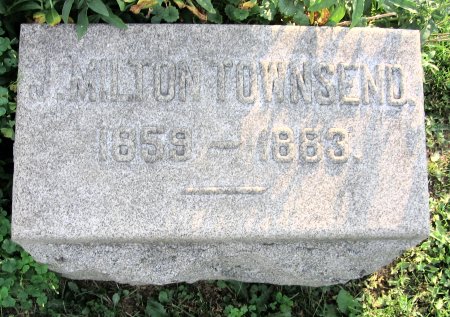 J. MILTON TOWNSEND.
1859 — 1883.